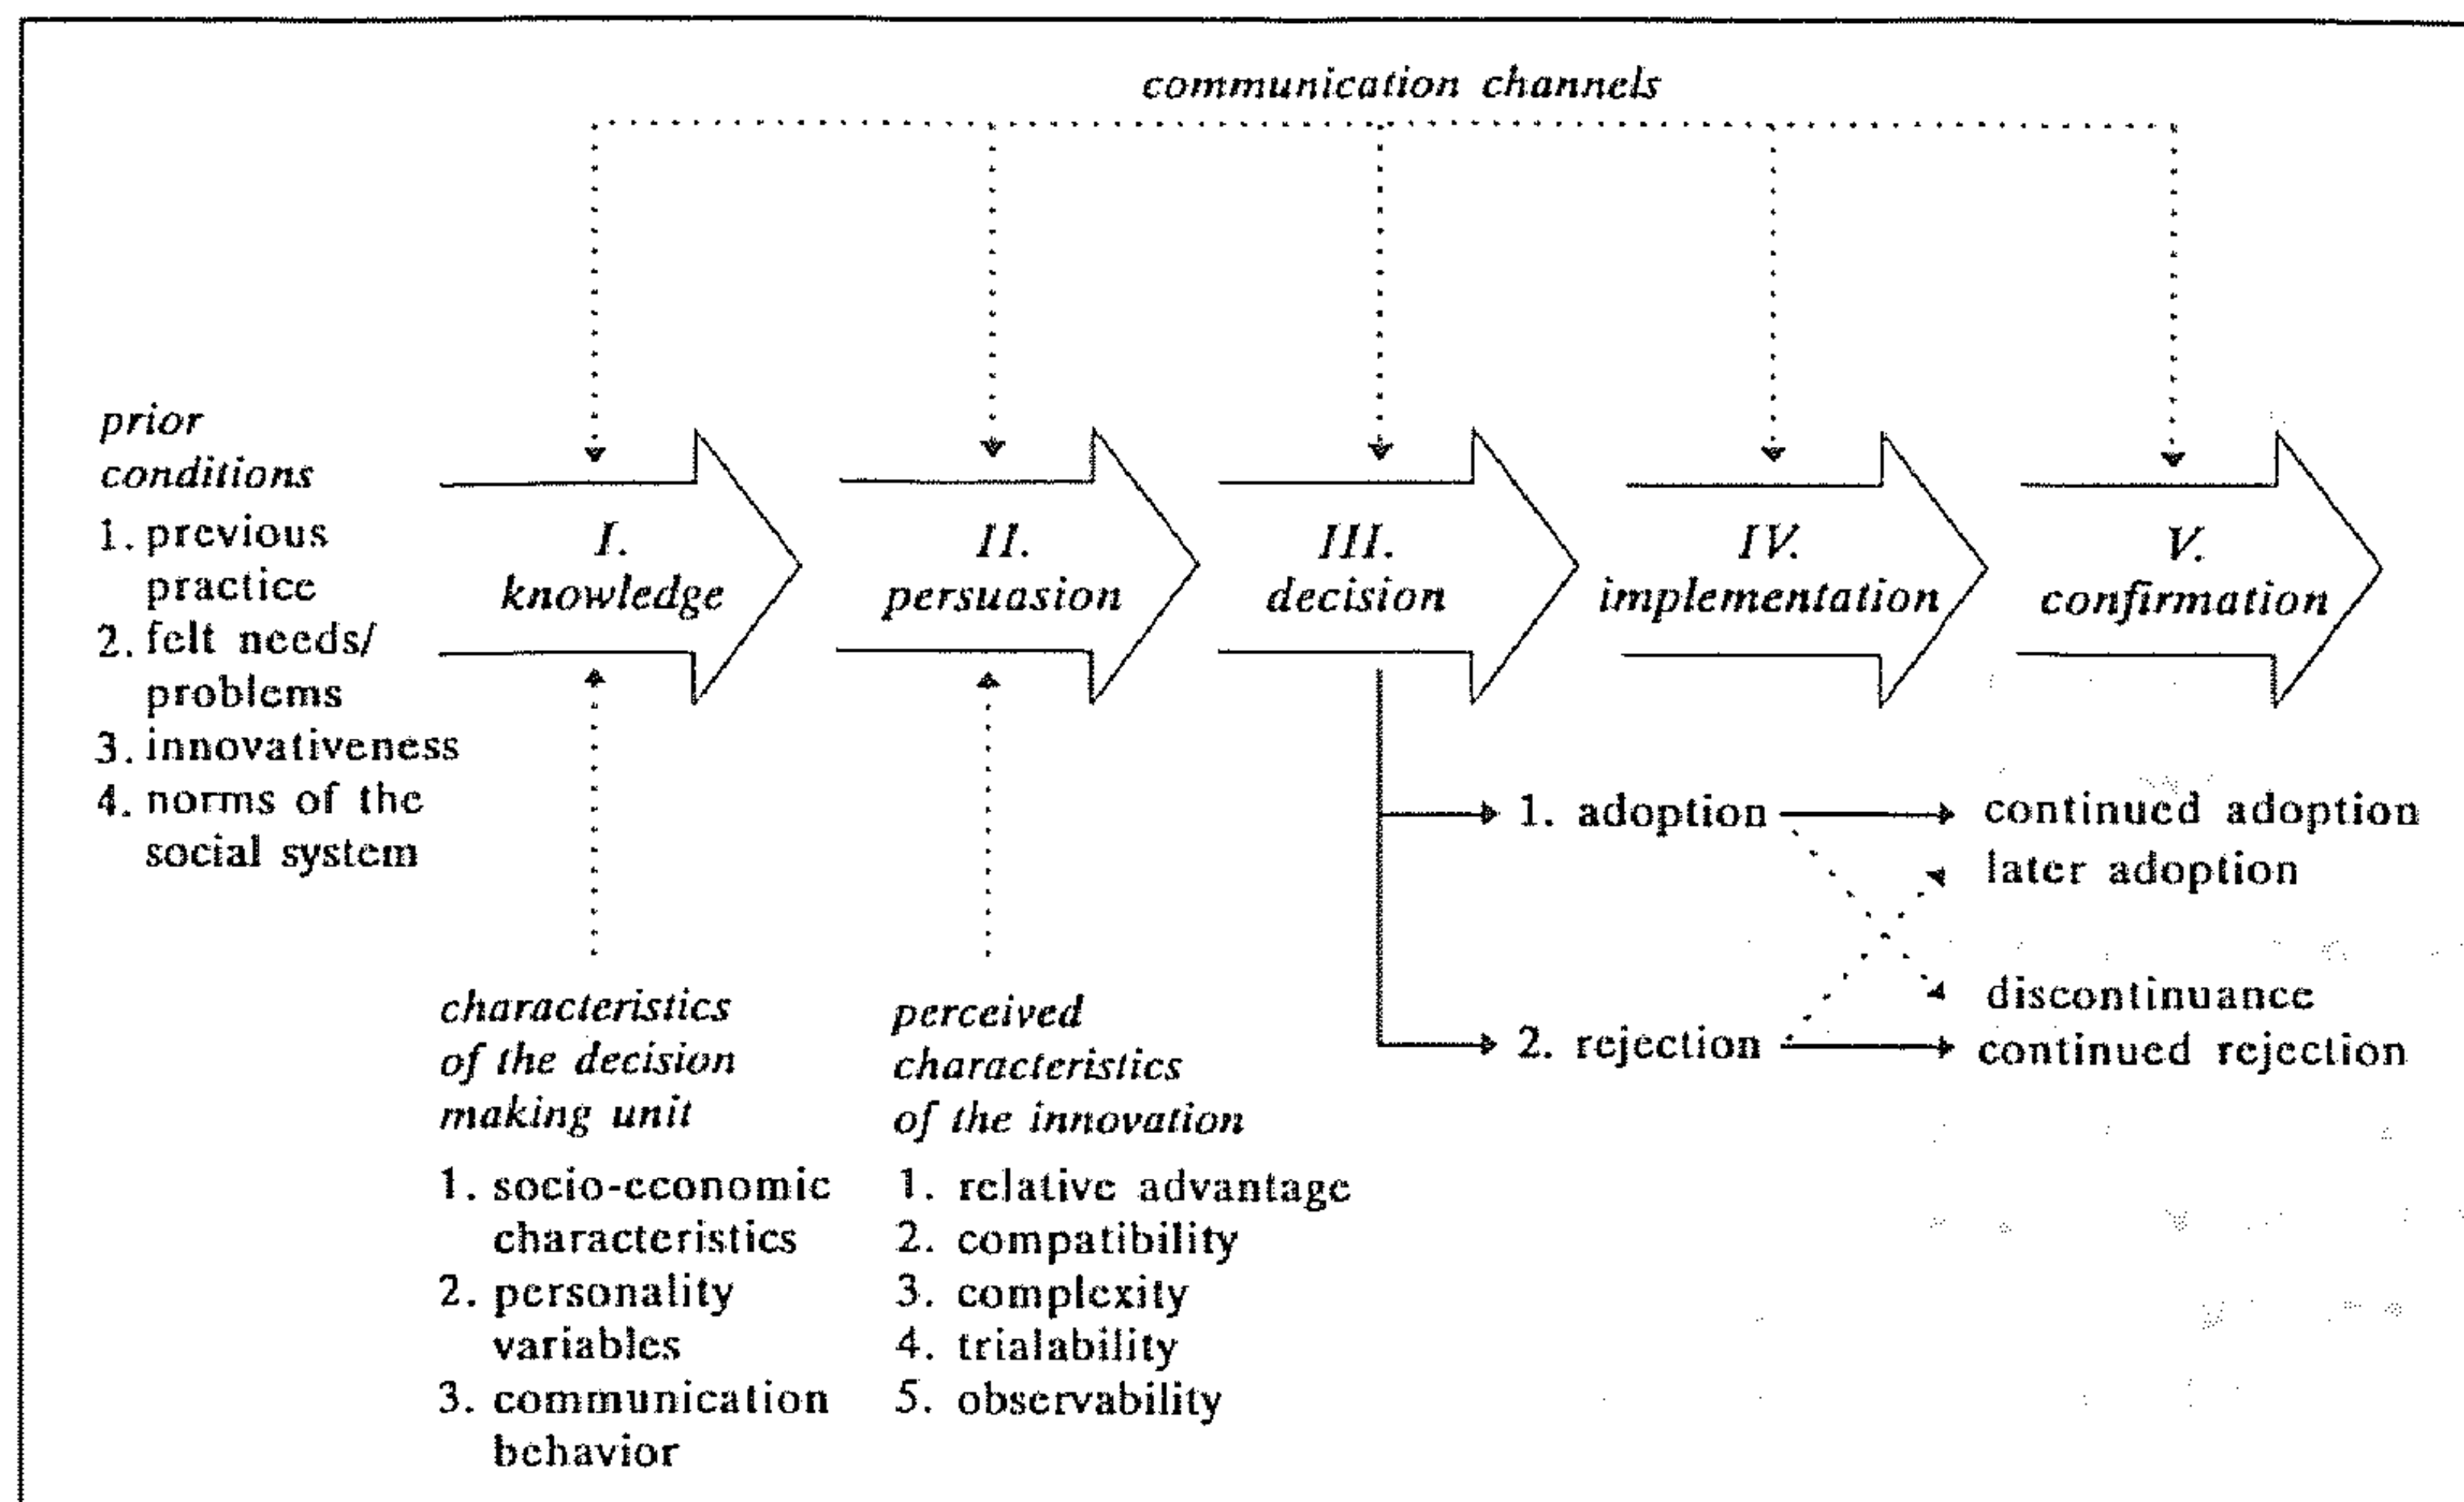 communication channels
prior
conditions
1. previous
practice
2. felt needs/
problems
3. innovativeness
4. norms of the
social system
I.
knowledge
II.
persuasion
III.
decision
IV.
implementation
V.
confirmation
1. adoption
continued adoption
later adoption
discontinuance
2. rejection
continued rejection
characteristics
of the decision
making unit
1. socio-economic
characteristics
2. personality
variables
3. communication
behavior
perceived
characteristics
of the innovation
1. relative advantage
2. compatibility
3. complexity
4. trialability
5. observability